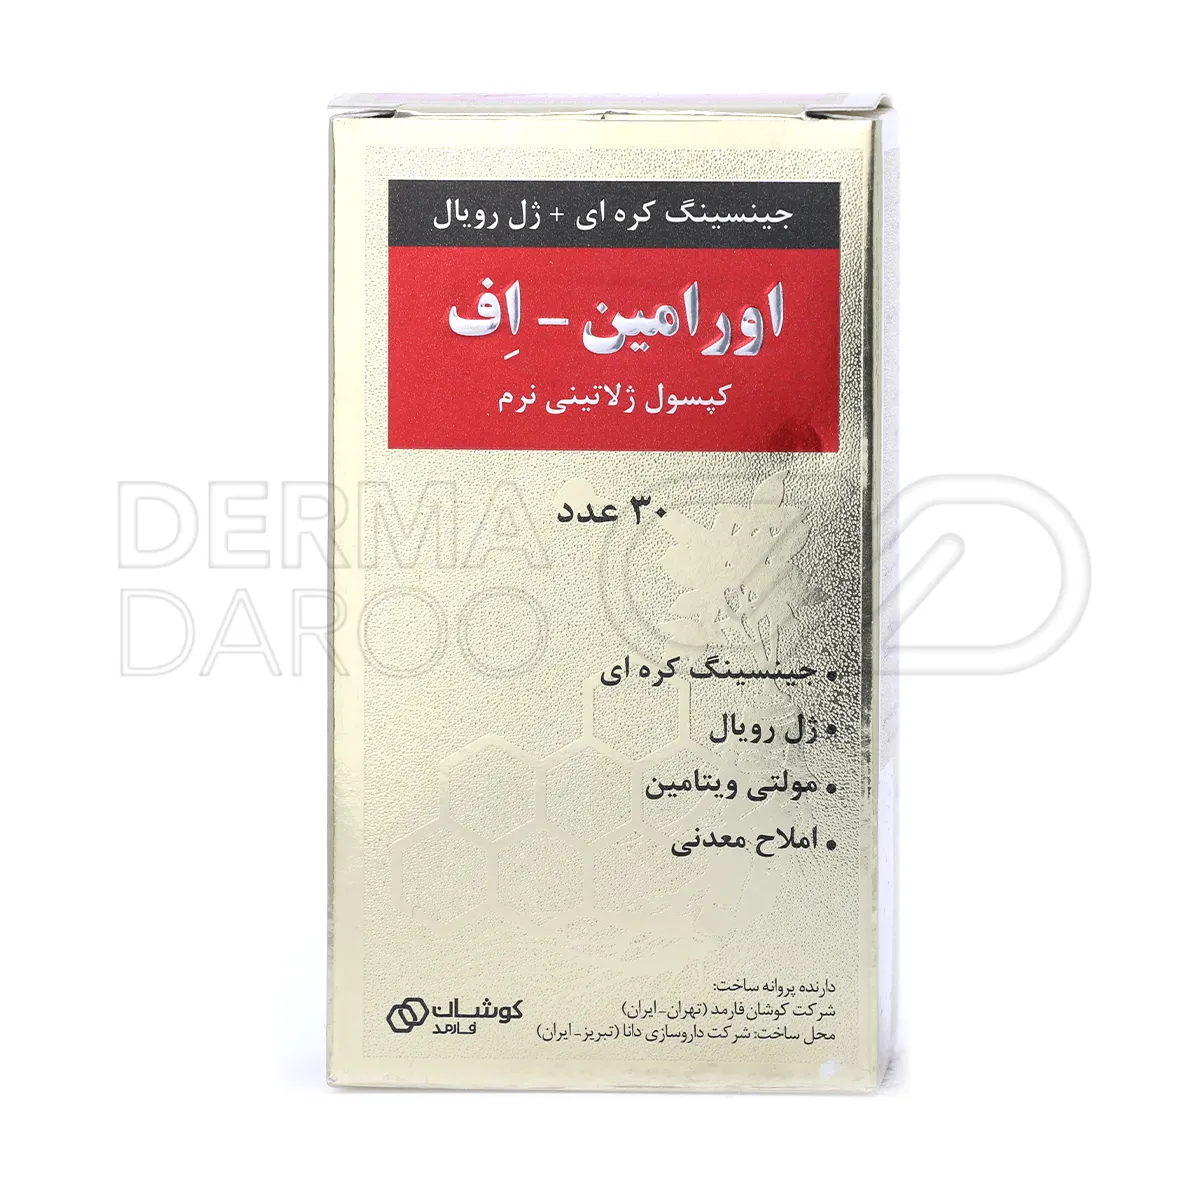 جینسینگ کره ای + ژل رویال
اورامین - اِف
کپسول ژلاتینی نرم
۳۰ عدد
DERMA
DAROO
• جینسینگ کره ای
• ژل رویال
• مولتی ویتامین
• املاح معدنی
دارنده پروانه ساخت:
شرکت کوشان فارمد (تهران-ایران)
محل ساخت: شرکت داروسازی دانا (تبریز-ایران)
کوشان
فارمد